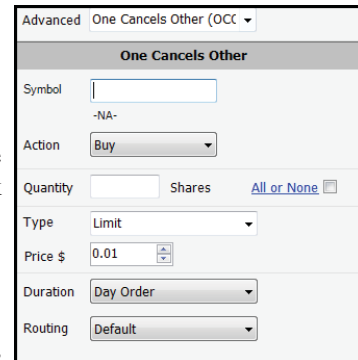 Advanced One Cancels Other (OCC
One Cancels Other
Symbol
-NA-
Action Buy
Quantity Shares All or None
Type Limit
Price $ 0.01
Duration Day Order
Routing Default